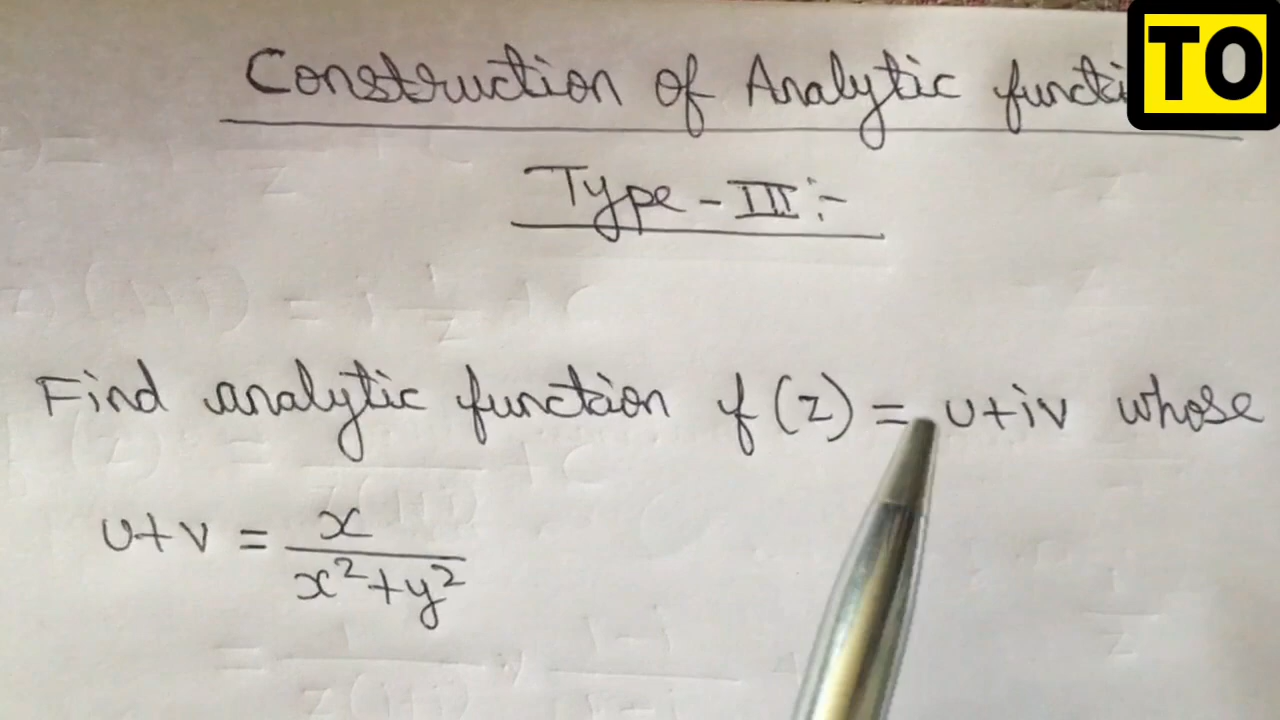 Construction of Analytic functi
TO
Type - III :-
Find analytic function f(z) = u+iv whose
u+v = x / x²+y²